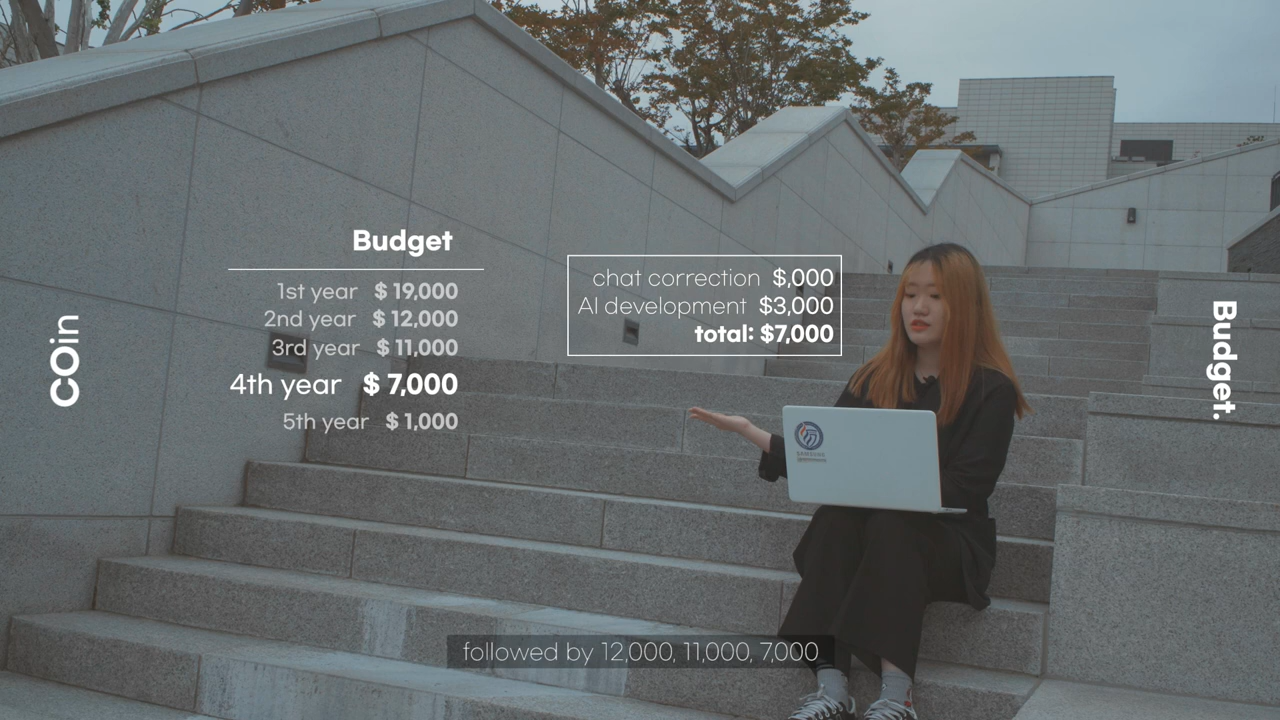 COin
Budget
1st year $ 19,000
2nd year $ 12,000
3rd year $ 11,000
4th year $ 7,000
5th year $ 1,000
chat correction $,000
AI development $3,000
total: $7,000
Budget.
SAMSUNG
followed by 12,000, 11,000, 7,000